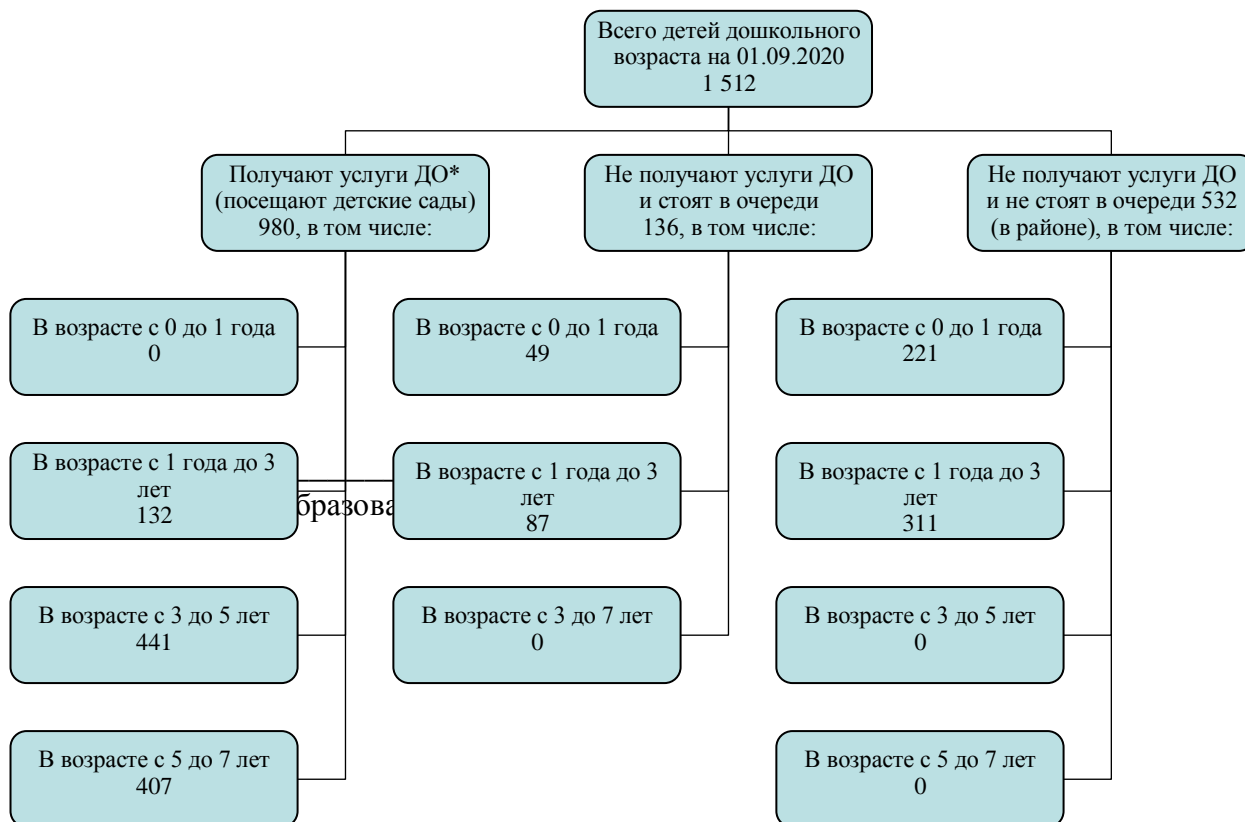 Всего детей дошкольного
возраста на 01.09.2020
1 512
Получают услуги ДО*
(посещают детские сады)
980, в том числе:
Не получают услуги ДО
и стоят в очереди
136, в том числе:
Не получают услуги ДО
и не стоят в очереди 532
(в районе), в том числе:
В возрасте с 0 до 1 года
0
В возрасте с 0 до 1 года
49
В возрасте с 0 до 1 года
221
В возрасте с 1 года до 3
лет
132
бразова
В возрасте с 1 года до 3
лет
87
В возрасте с 1 года до 3
лет
311
В возрасте с 3 до 5 лет
441
В возрасте с 3 до 7 лет
0
В возрасте с 3 до 5 лет
0
В возрасте с 5 до 7 лет
407
В возрасте с 5 до 7 лет
0